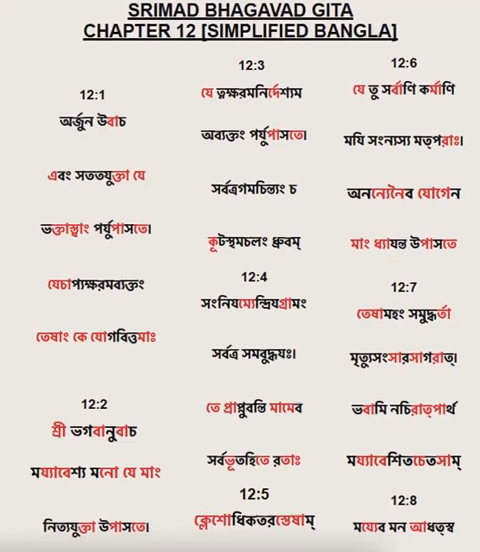 SRIMAD BHAGAVAD GITA
CHAPTER 12 [SIMPLIFIED BANGLA]
12:1
অর্জুন উবাচ
এবং সততযুক্তা যে
ভক্তাস্ত্বাং পর্যুপাসতে।
যেচাপ্যক্ষরমব্যক্তং
তেষাং কে যোগবিত্তমাঃ
12:2
শ্রী ভগবানুবাচ
ময্যাবেশ্য মনো যে মাং
নিত্যযুক্তা উপাসতে।
12:3
যে ত্বক্ষরমনির্দেশ্যম
অব্যক্তং পর্যুপাসতে।
সর্বত্রগমচিন্ত্যং চ
কূটস্থমচলং ধ্রুবম্
12:4
সংনিযম্যেন্দ্রিযগ্রামং
সর্বত্র সমবুদ্ধযঃ।
তে প্রাপ্নুবন্তি মামেব
সর্বভূতহিতে রতাঃ
12:5
ক্লেশোধিকতরস্তেষাম্
12:6
যে তু সর্বাণি কর্মাণি
মযি সংন্যস্য মত্পরাঃ।
অনন্যেনৈব যোগেন
মাং ধ্যাযন্ত উপাসতে
12:7
তেষামহং সমুদ্ধর্তা
মৃত্যুসংসারসাগরাত্।
ভবামি নচিরাত্পার্থ
ময্যাবেশিতচেতসাম্
12:8
ময্যেব মন আধত্স্ব